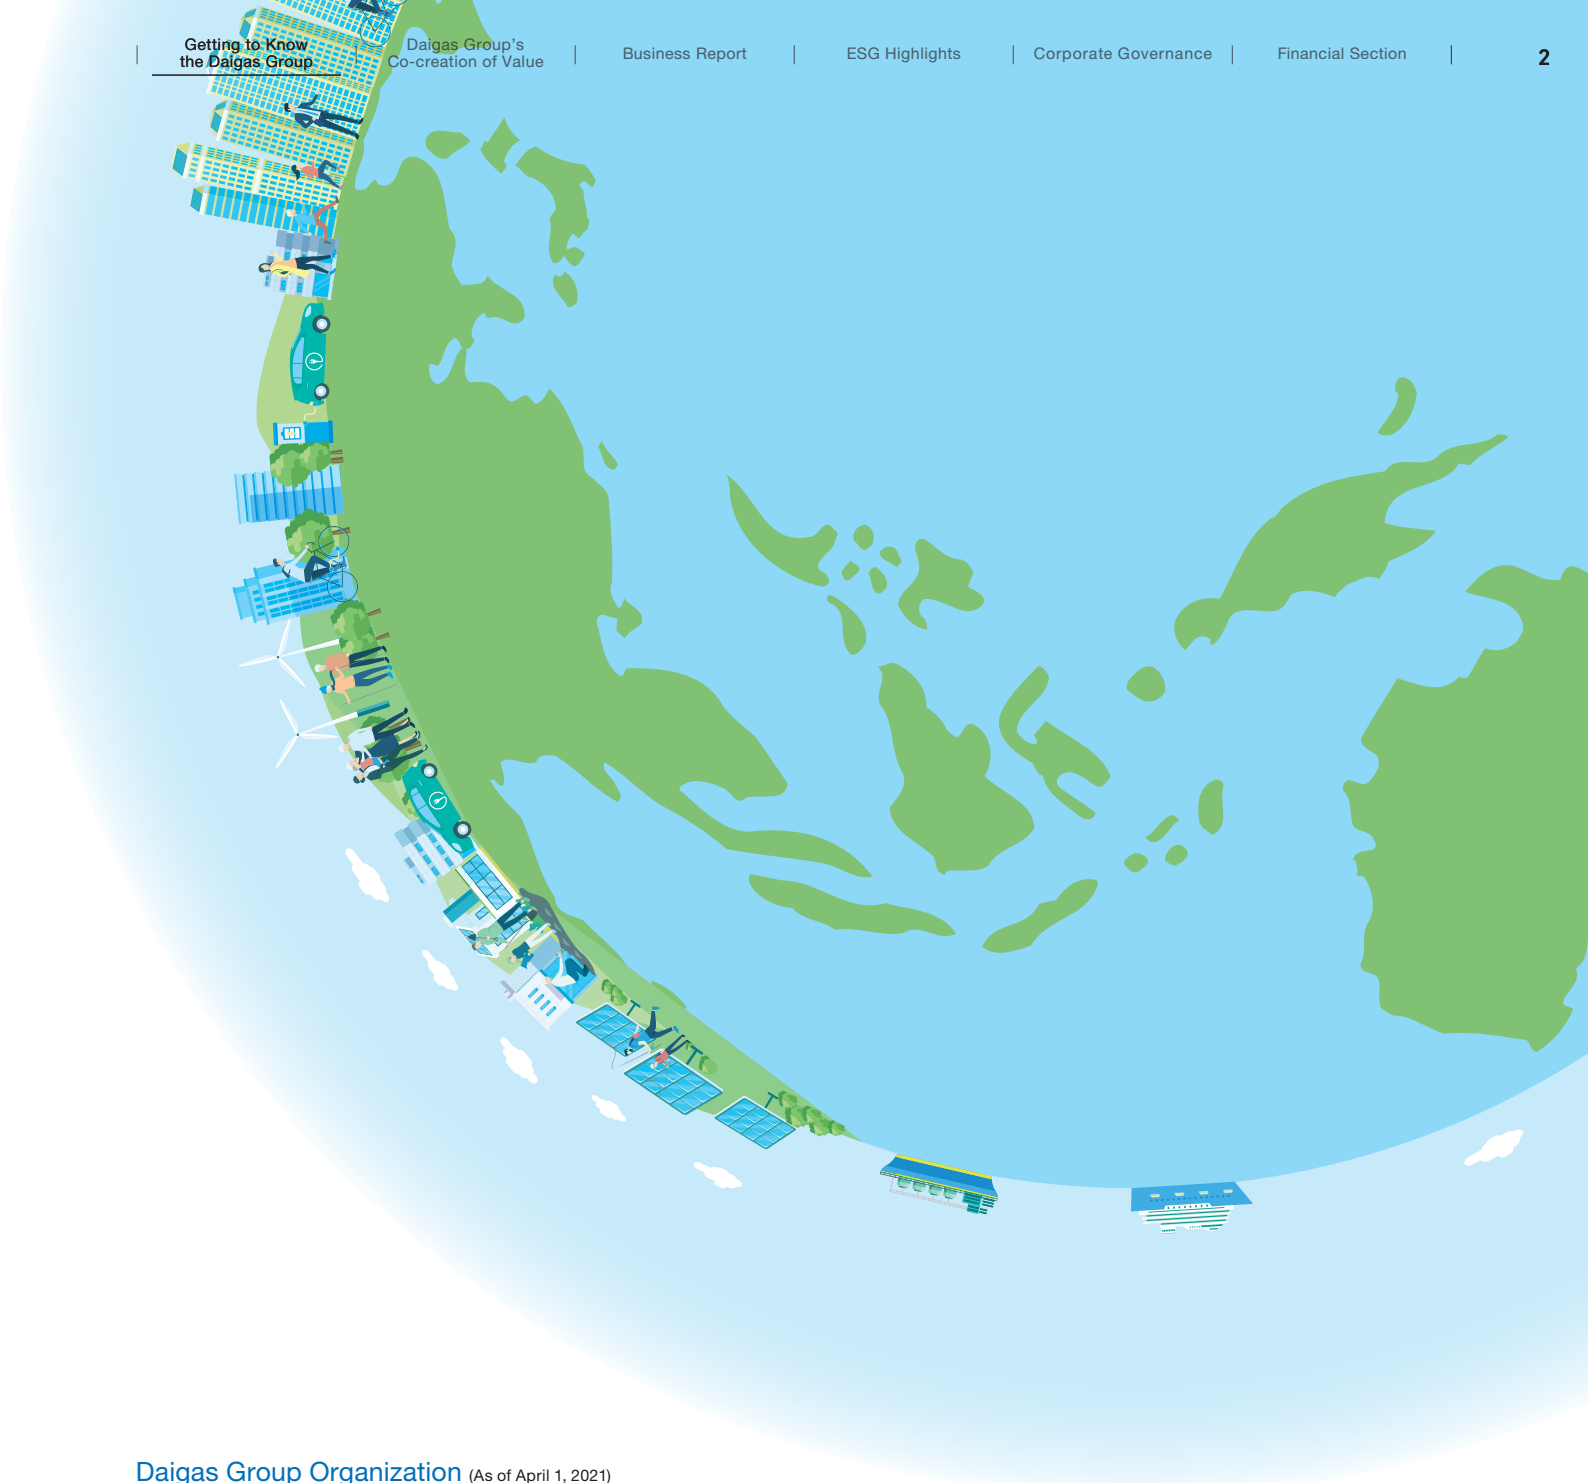 Getting to Know
the Daigas Group
Daigas Group's
Co-creation of Value
Business Report
ESG Highlights
Corporate Governance
Financial Section
2
Daigas Group Organization (As of April 1, 2021)